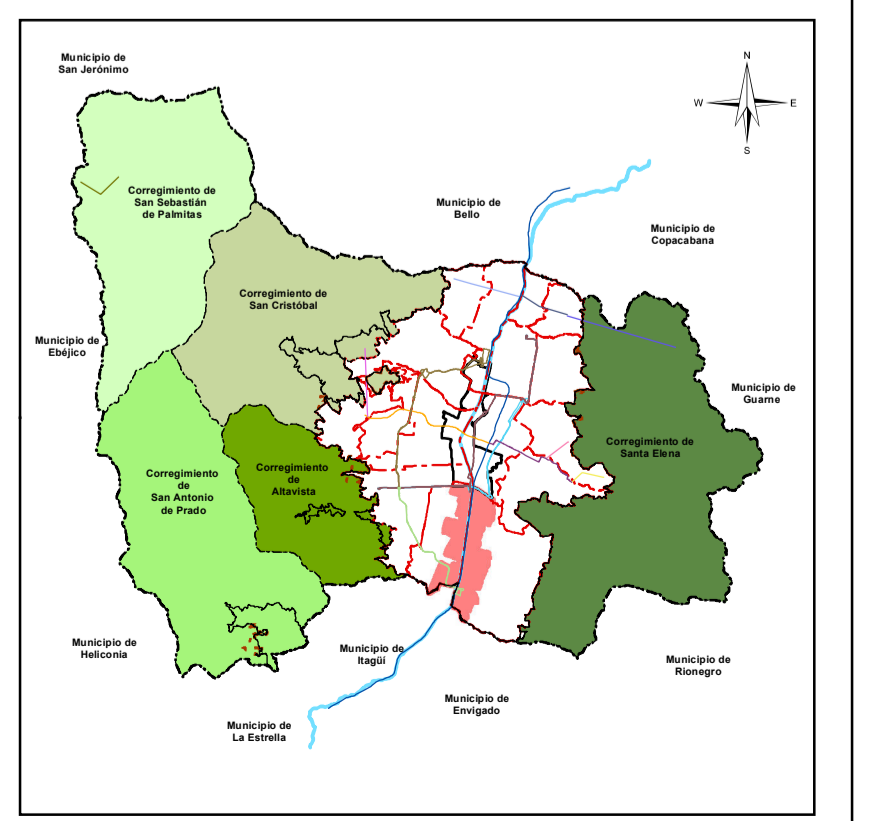 Municipio de
San Jerónimo
N
W
E
S
Corregimiento de
San Sebastián
de Palmitas
Municipio de
Bello
Municipio de
Copacabana
Corregimiento de
San Cristóbal
Municipio de
Ebéjico
Municipio de
Guarne
Corregimiento de
Santa Elena
Corregimiento
de
Altavista
Corregimiento
de
San Antonio
de Prado
Municipio de
Heliconia
Municipio de
Itagüí
Municipio de
Rionegro
Municipio de
Envigado
Municipio de
La Estrella